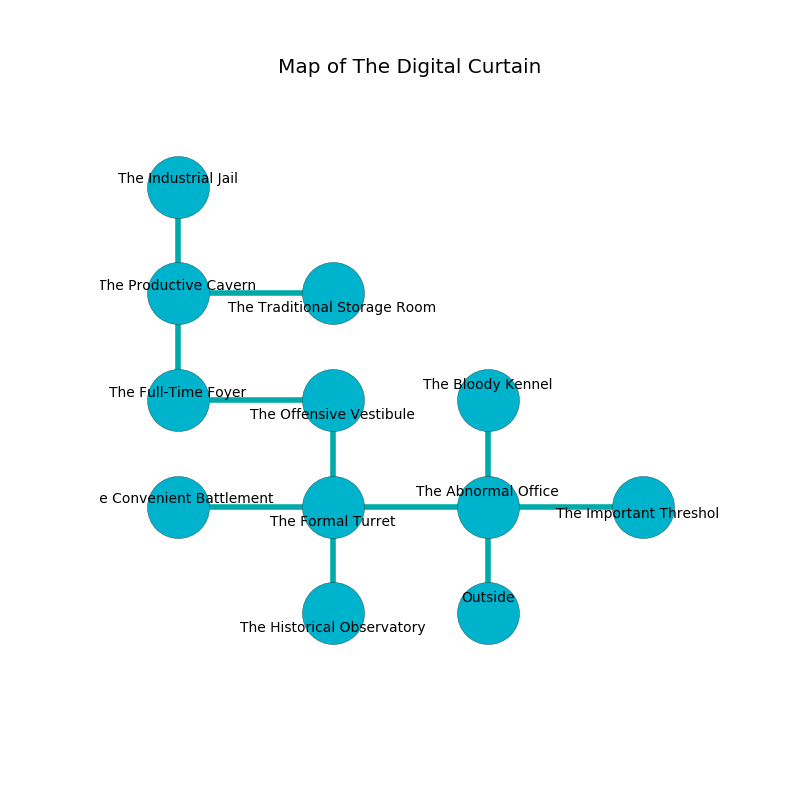 Map of The Digital Curtain
The Industrial Jail
The Productive Cavern
The Traditional Storage Room
The Full-Time Foyer
The Bloody Kennel
The Offensive Vestibule
e Convenient Battlement
The Abnormal Office
The Important Threshol
The Formal Turret
Outside
The Historical Observatory